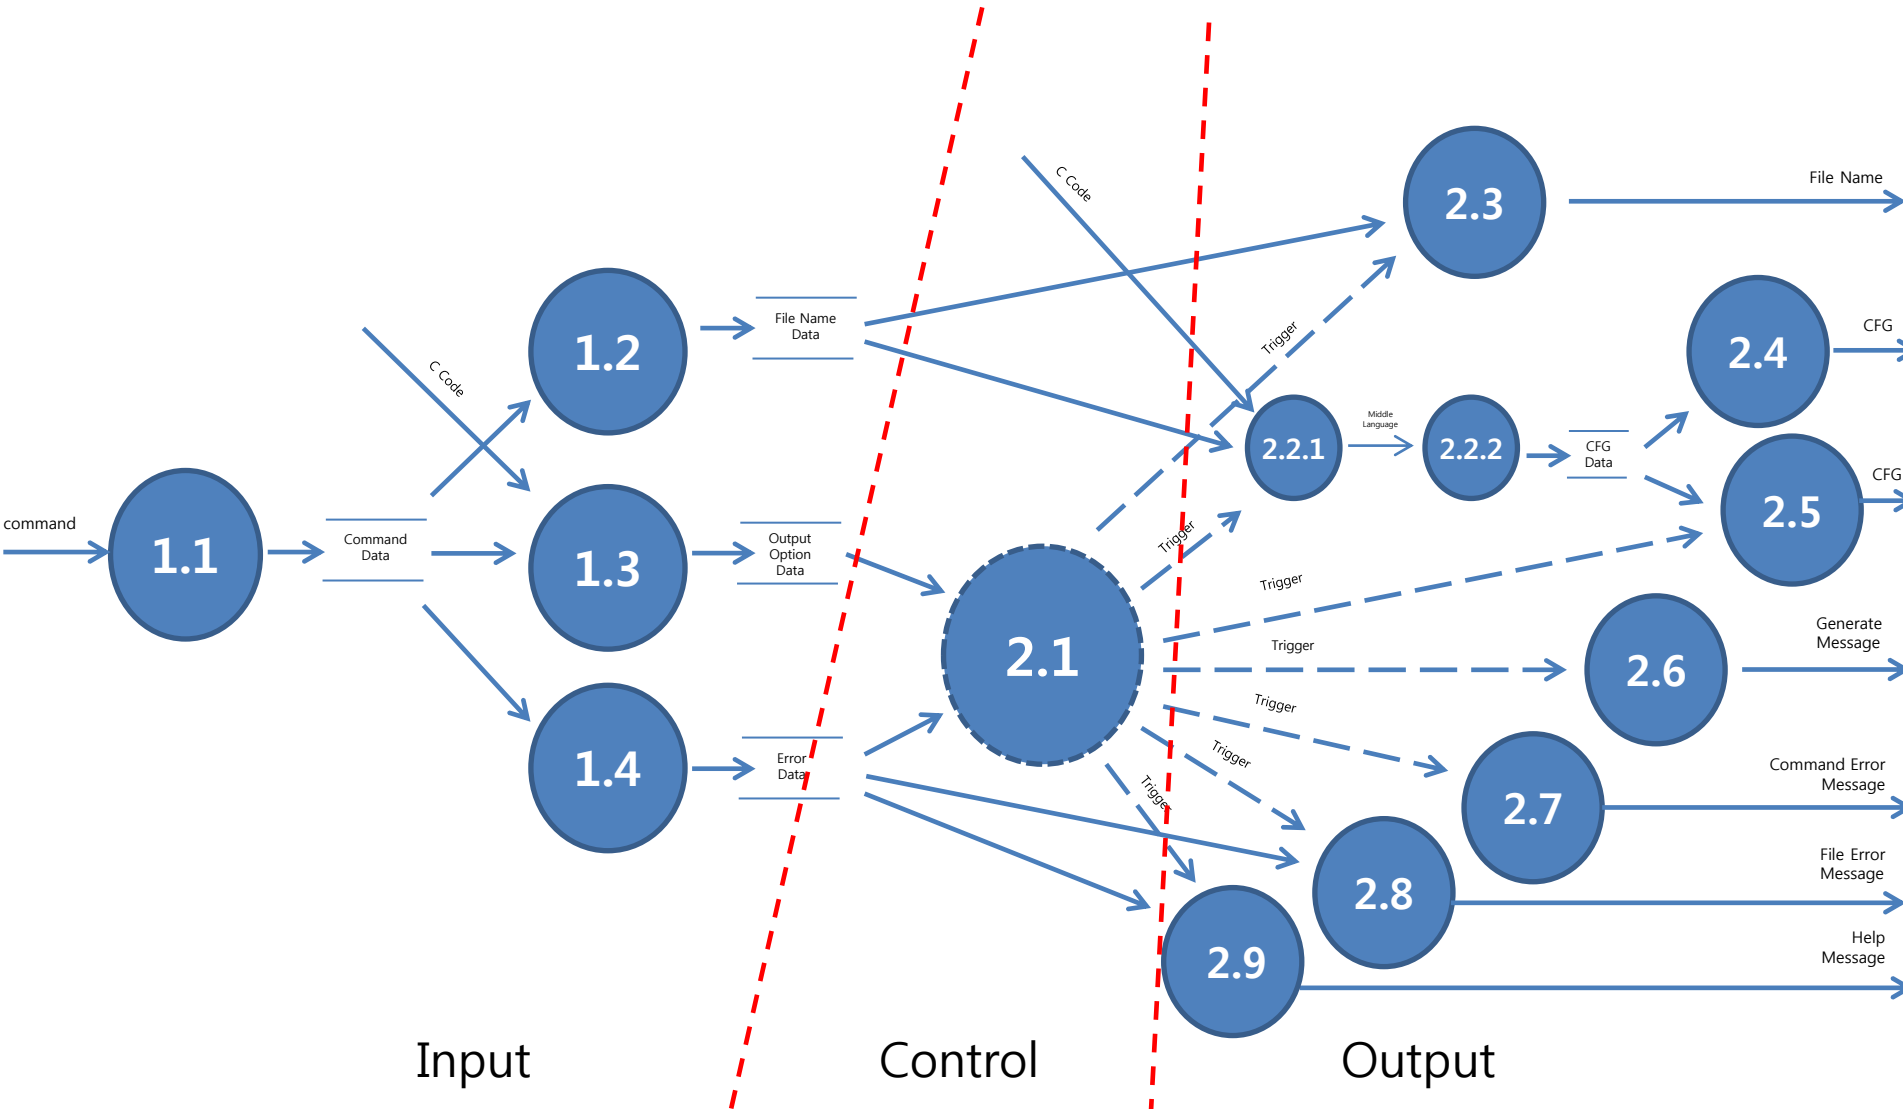 C Code
2.3
File Name
Trigger
1.2
File Name
Data
C Code
2.4
CFG
2.2.1
Middle
Language
2.2.2
CFG
Data
2.5
CFG
command
1.1
Command
Data
1.3
Output
Option
Data
Trigger
2.1
Trigger
Trigger
2.6
Generate
Message
1.4
Error
Data
Trigger
Trigger
Trigger
2.7
Command Error
Message
2.8
File Error
Message
2.9
Help
Message
Input
Control
Output